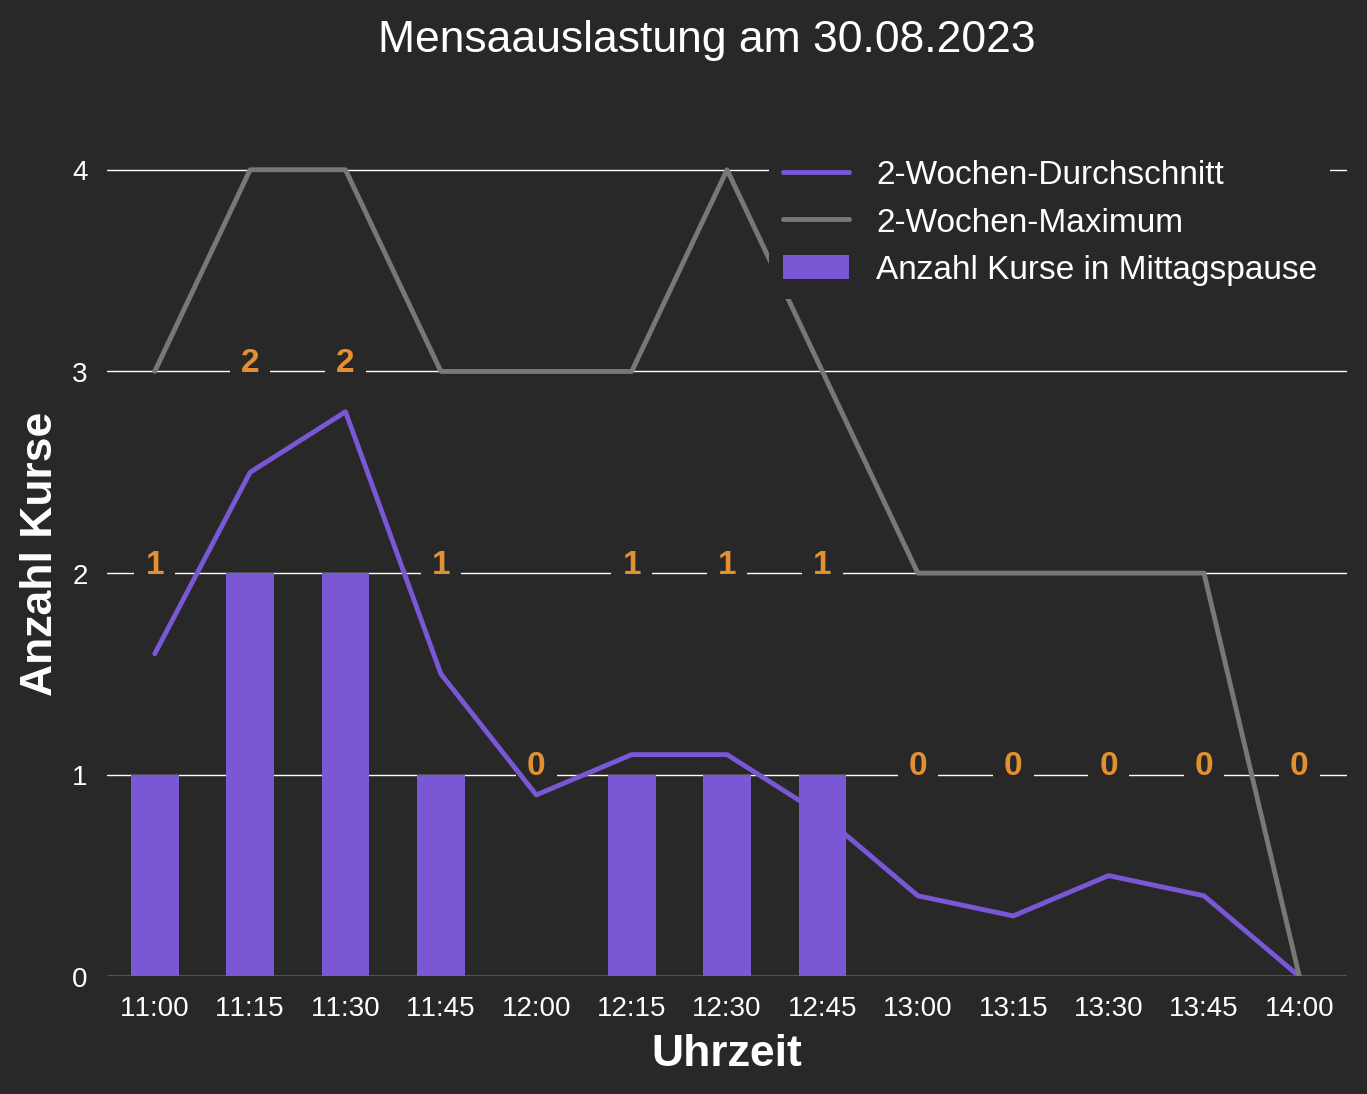 Mensaauslastung am 30.08.2023
2-Wochen-Durchschnitt
2-Wochen-Maximum
Anzahl Kurse in Mittagspause
Anzahl Kurse
4
3
2
1
0
1
2
2
1
0
1
1
1
0
0
0
0
0
11:00 11:15 11:30 11:45 12:00 12:15 12:30 12:45 13:00 13:15 13:30 13:45 14:00
Uhrzeit